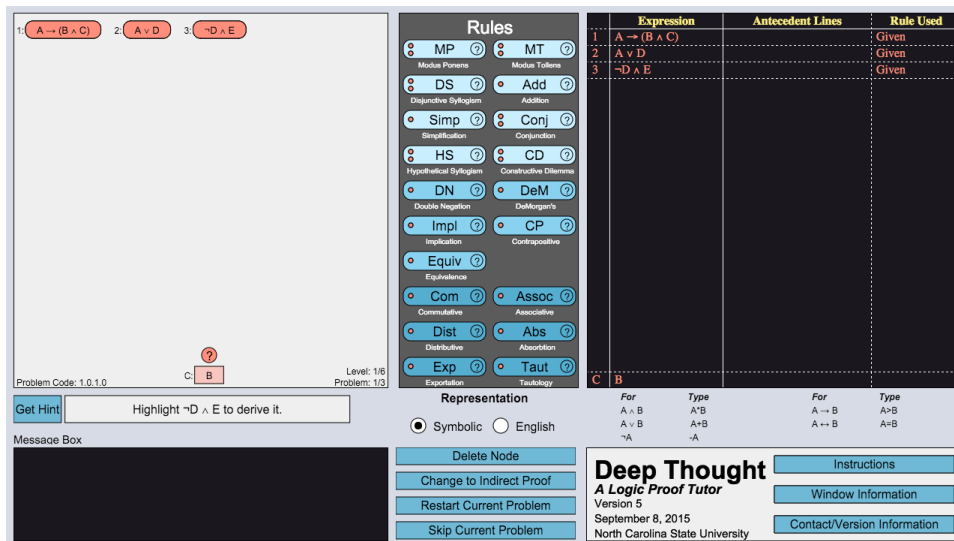 1: A → (B ∧ C) 2: A ∨ D 3: ¬D ∧ E
?
C: B
Problem Code: 1.0.1.0
Level: 1/6
Problem: 1/3
Get Hint
Highlight ¬D ∧ E to derive it.
Message Box
Rules
MP ? MT ?
Modus Ponens Modus Tollens
DS ? Add ?
Disjunctive Syllogism Addition
Simp ? Conj ?
Simplification Conjunction
HS ? CD ?
Hypothetical Syllogism Constructive Dilemma
DN ? DeM ?
Double Negation DeMorgan's
Impl ? CP ?
Implication Contrapositive
Equiv ?
Equivalence
Com ? Assoc ?
Commutative Associative
Dist ? Abs ?
Distributive Absorbtion
Exp ? Taut ?
Exportation Tautology
Representation
Symbolic English
Delete Node
Change to Indirect Proof
Restart Current Problem
Skip Current Problem
Expression Antecedent Lines Rule Used
1 A → (B ∧ C) Given
2 A ∨ D Given
3 ¬D ∧ E Given
C B
For Type For Type
A ∧ B A*B A → B A>B
A ∨ B A+B A ↔ B A=B
¬A -A
Deep Thought
A Logic Proof Tutor
Version 5
September 8, 2015
North Carolina State University
Instructions
Window Information
Contact/Version Information